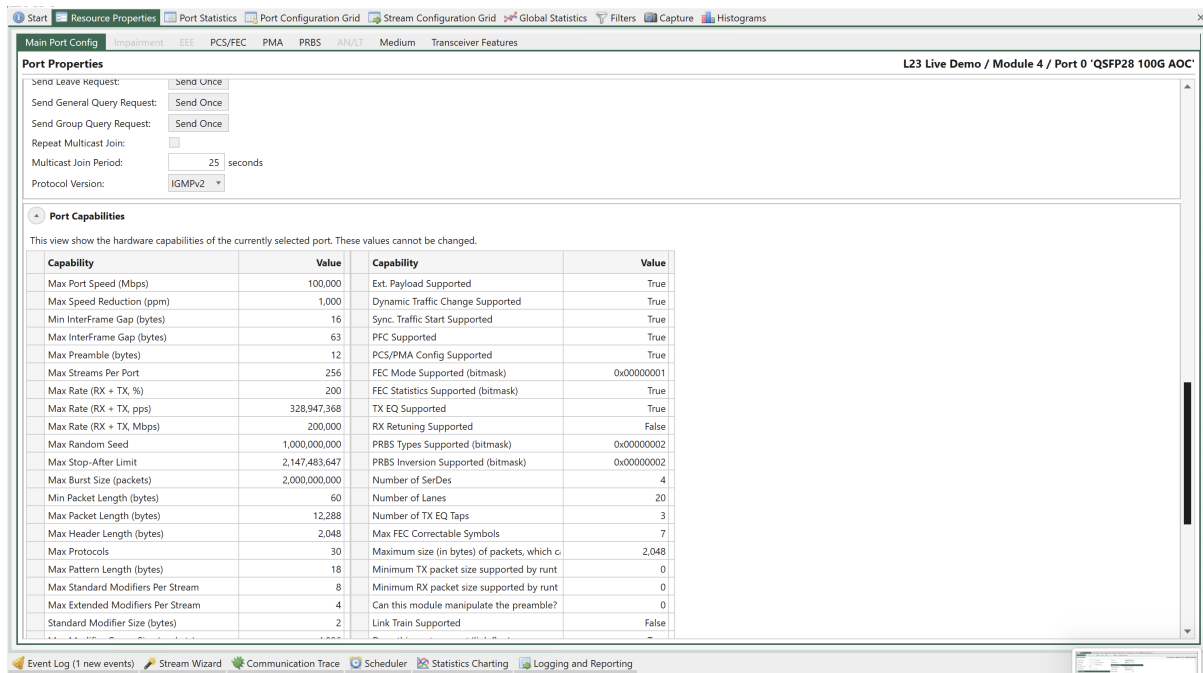 Start Resource Properties Port Statistics Port Configuration Grid Stream Configuration Grid Global Statistics Filters Capture Histograms
Main Port Config Impairment EEE PCS/FEC PMA PRBS AN/LT Medium Transceiver Features
Port Properties L23 Live Demo / Module 4 / Port 0 'QSFP28 100G AOC'
Send Leave Request: Send Once
Send General Query Request: Send Once
Send Group Query Request: Send Once
Repeat Multicast Join:
Multicast Join Period: 25 seconds
Protocol Version: IGMPv2
Port Capabilities
This view show the hardware capabilities of the currently selected port. These values cannot be changed.
Capability Value Capability Value
Max Port Speed (Mbps) 100,000 Ext. Payload Supported True
Max Speed Reduction (ppm) 1,000 Dynamic Traffic Change Supported True
Min InterFrame Gap (bytes) 16 Sync. Traffic Start Supported True
Max InterFrame Gap (bytes) 63 PFC Supported True
Max Preamble (bytes) 12 PCS/PMA Config Supported True
Max Streams Per Port 256 FEC Mode Supported (bitmask) 0x00000001
Max Rate (RX + TX, %) 200 FEC Statistics Supported (bitmask) True
Max Rate (RX + TX, pps) 328,947,368 TX EQ Supported True
Max Rate (RX + TX, Mbps) 200,000 RX Retuning Supported False
Max Random Seed 1,000,000,000 PRBS Types Supported (bitmask) 0x00000002
Max Stop-After Limit 2,147,483,647 PRBS Inversion Supported (bitmask) 0x00000002
Max Burst Size (packets) 2,000,000,000 Number of SerDes 4
Min Packet Length (bytes) 60 Number of Lanes 20
Max Packet Length (bytes) 12,288 Number of TX EQ Taps 3
Max Header Length (bytes) 2,048 Max FEC Correctable Symbols 7
Max Protocols 30 Maximum size (in bytes) of packets, which 2,048
Max Pattern Length (bytes) 18 Minimum TX packet size supported by runt 0
Max Standard Modifiers Per Stream 8 Minimum RX packet size supported by runt 0
Max Extended Modifiers Per Stream 4 Can this module manipulate the preamble? 0
Standard Modifier Size (bytes) 2 Link Train Supported False
Event Log (1 new events) Stream Wizard Communication Trace Scheduler Statistics Charting Logging and Reporting